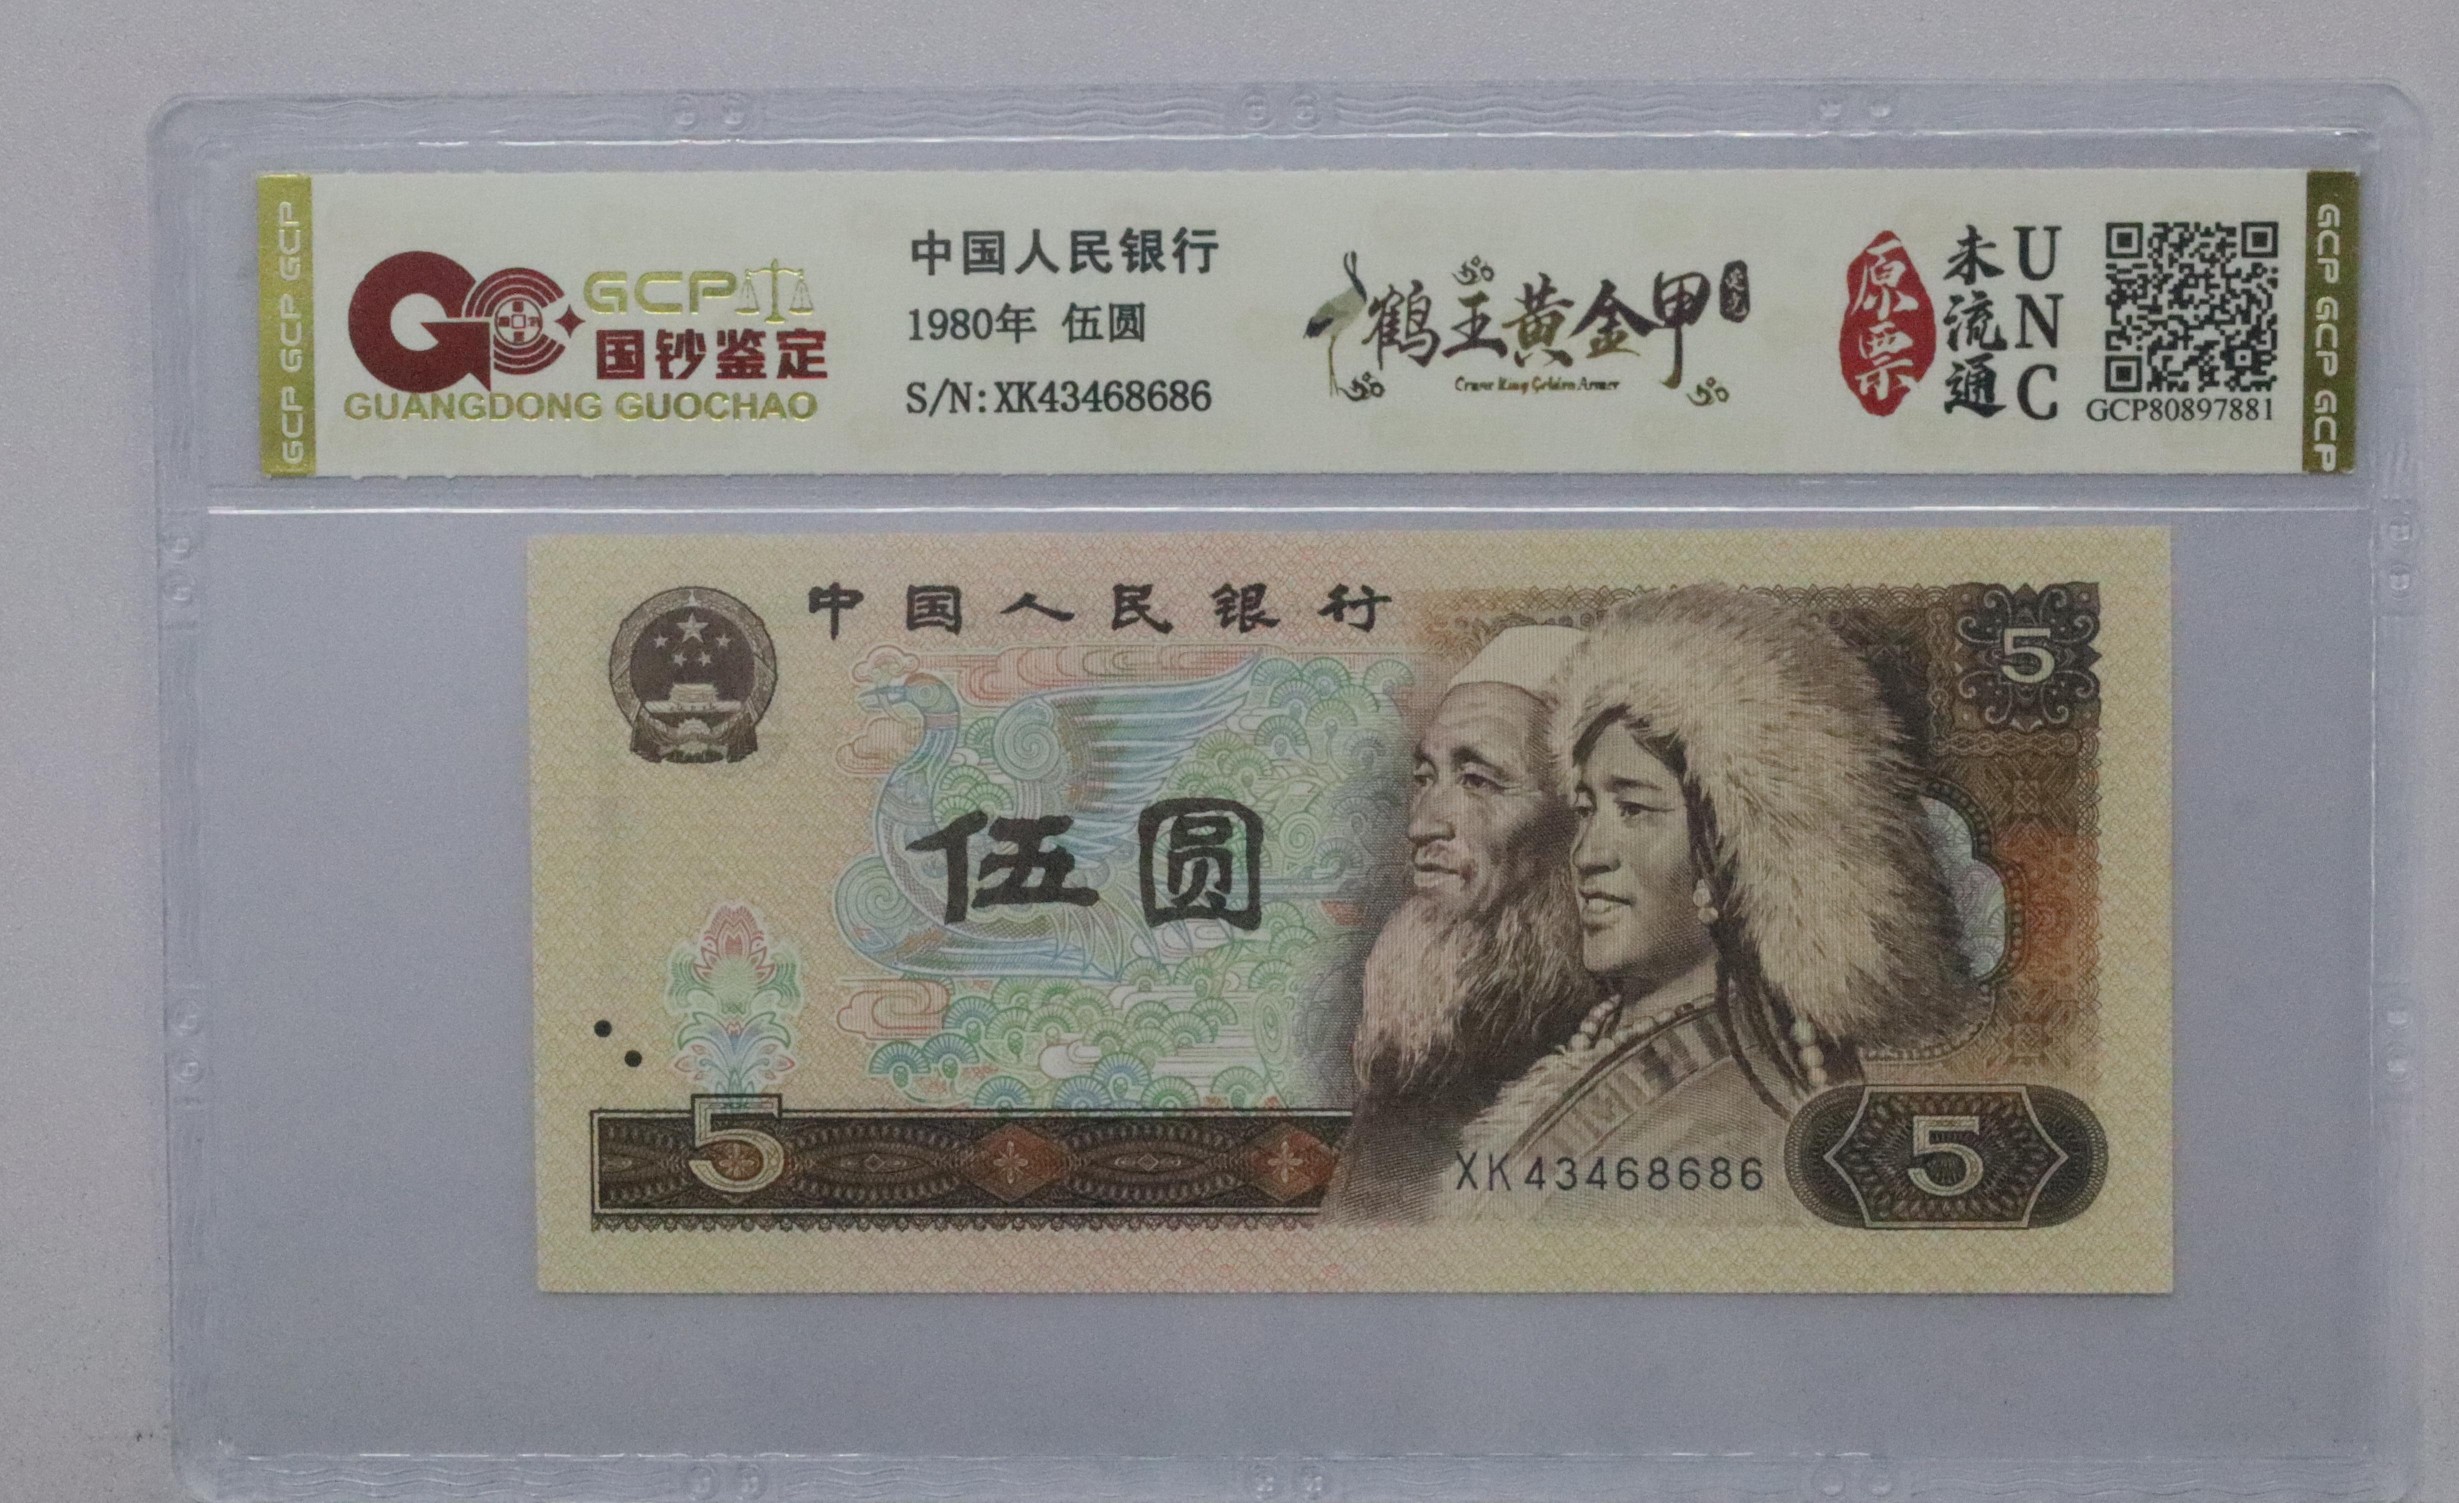 GCP GCP GCP
GCP
国钞鉴定
GUANGDONG GUOCHAO
中国人民银行
1980年 伍圆
S/N:XK43468686
鹤王黄金甲
Crane King Golden Armor
原票
未流通
UNC
GCP80897881
GCP GCP GCP GCP
中国人民银行
5
伍圆
5
XK43468686
5